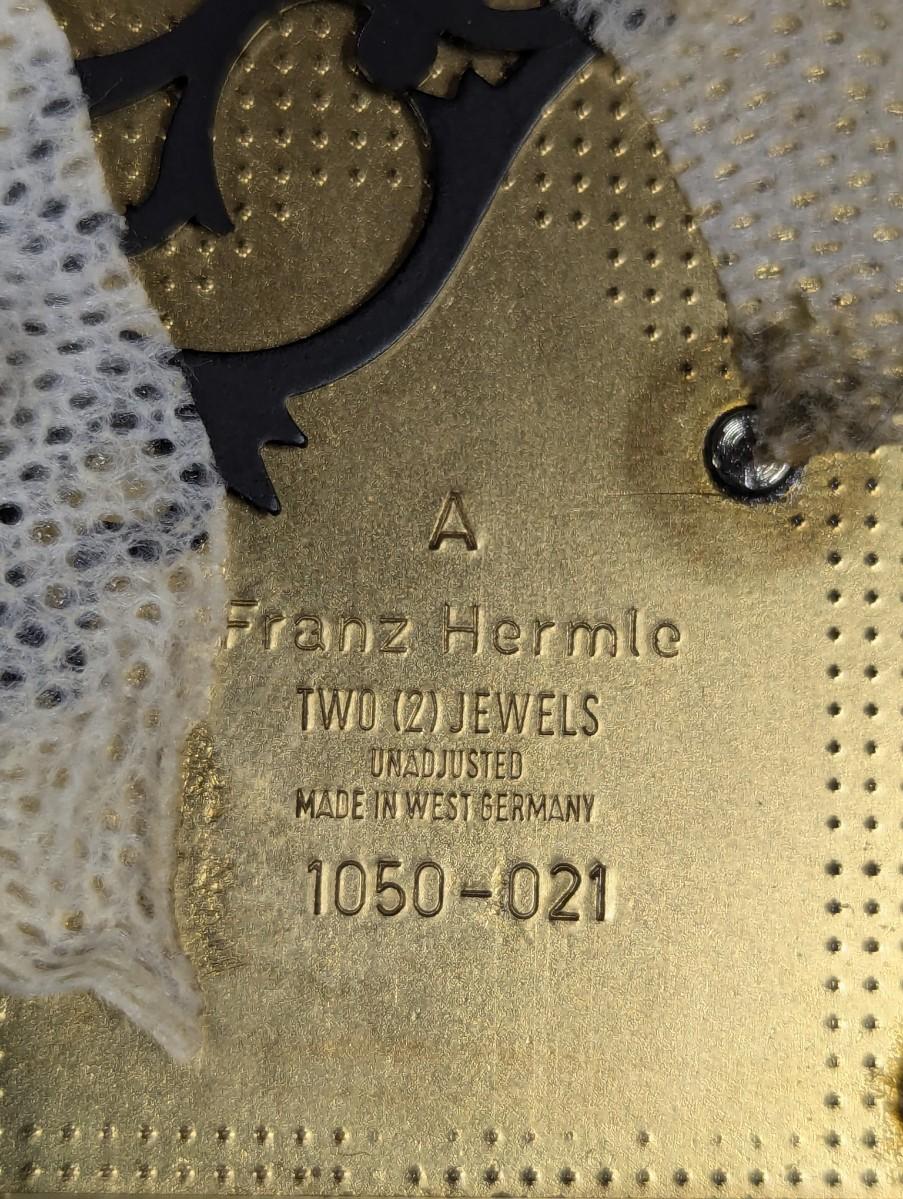 A
Franz Hermle
TWO (2) JEWELS
UNADJUSTED
MADE IN WEST GERMANY
1050-021